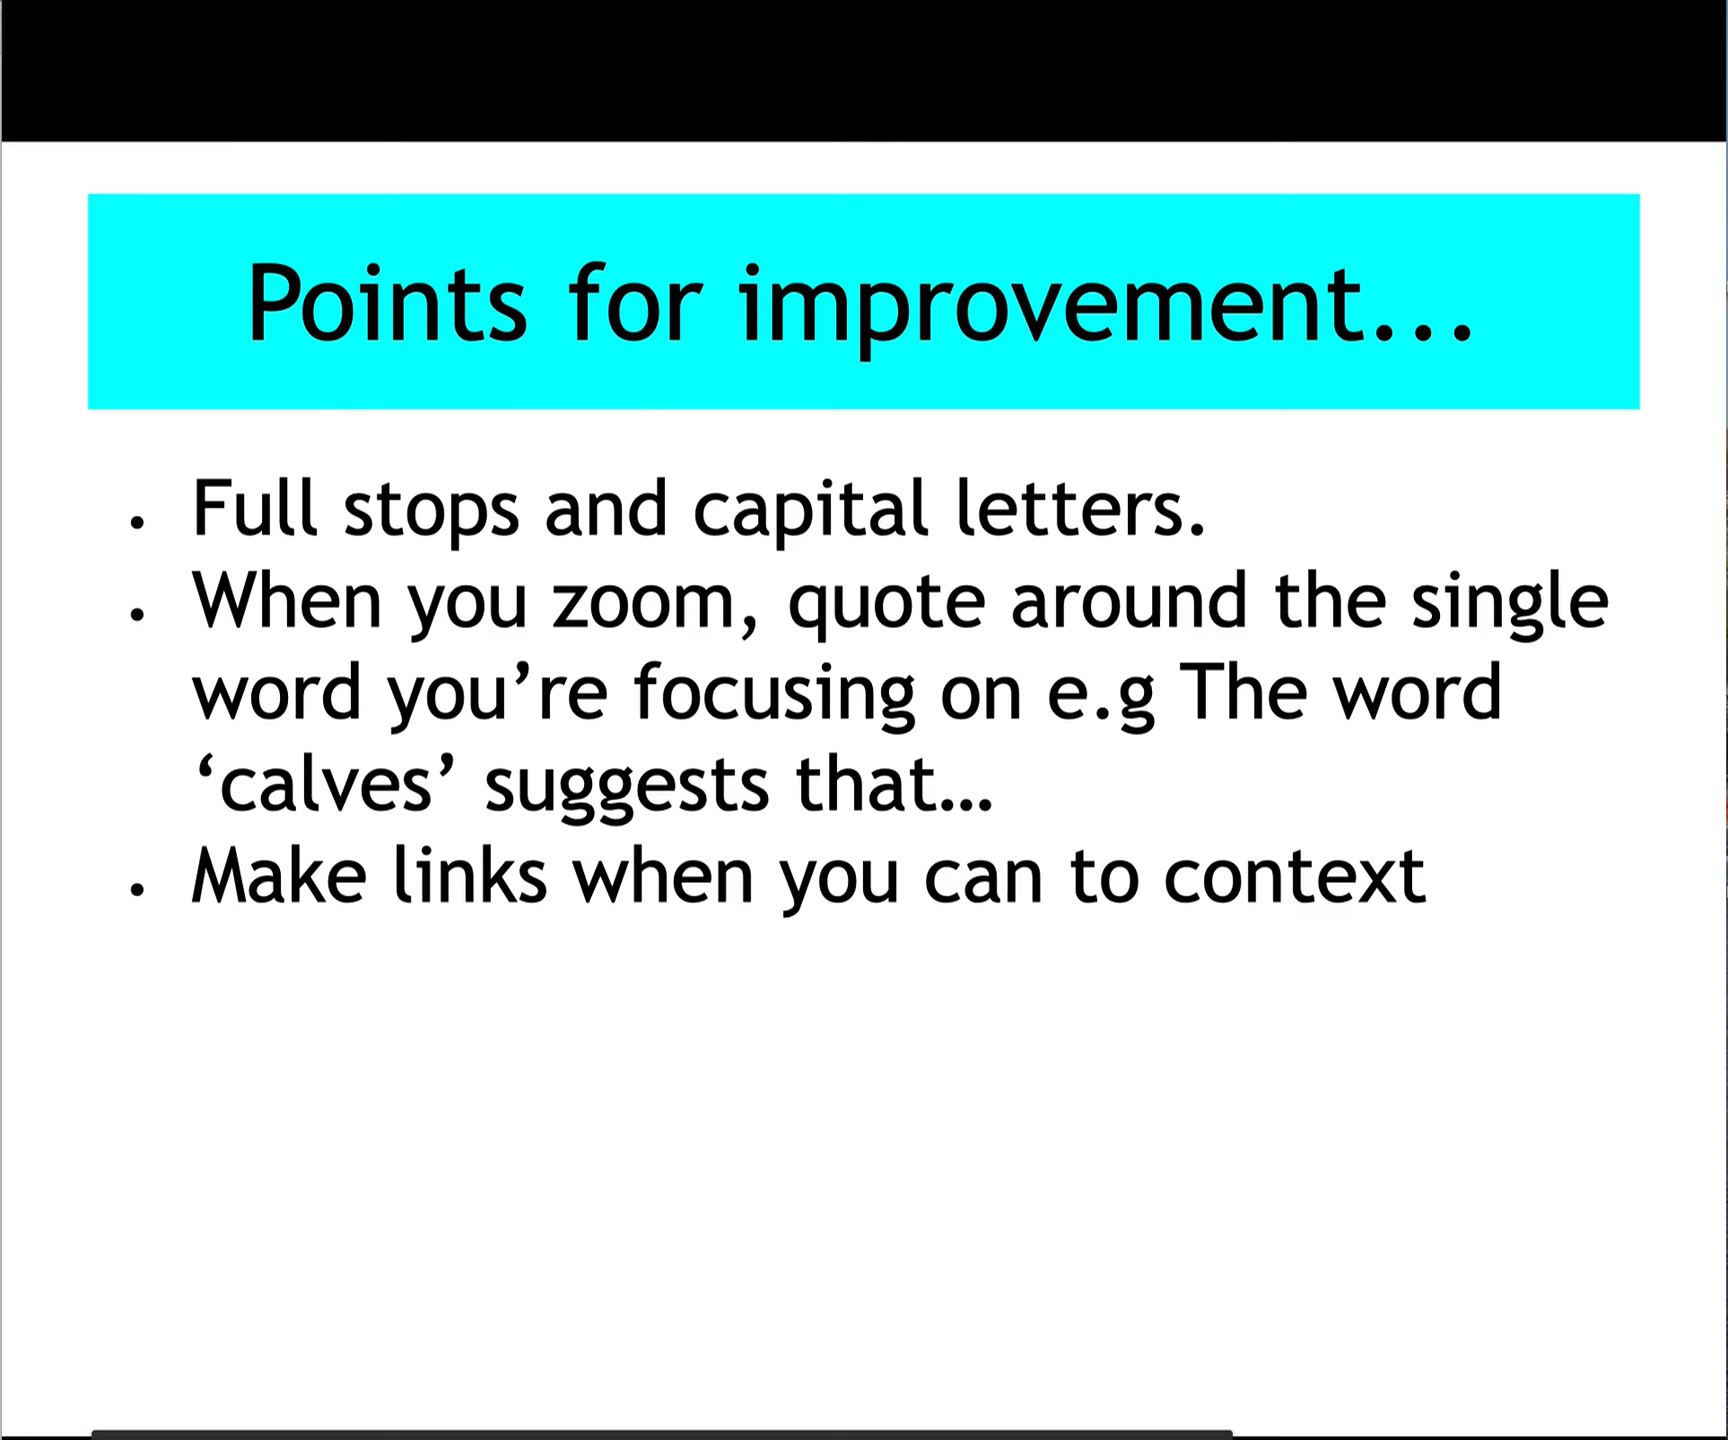 Points for improvement...
• Full stops and capital letters.
• When you zoom, quote around the single
word you’re focusing on e.g The word
‘calves’ suggests that…
• Make links when you can to context